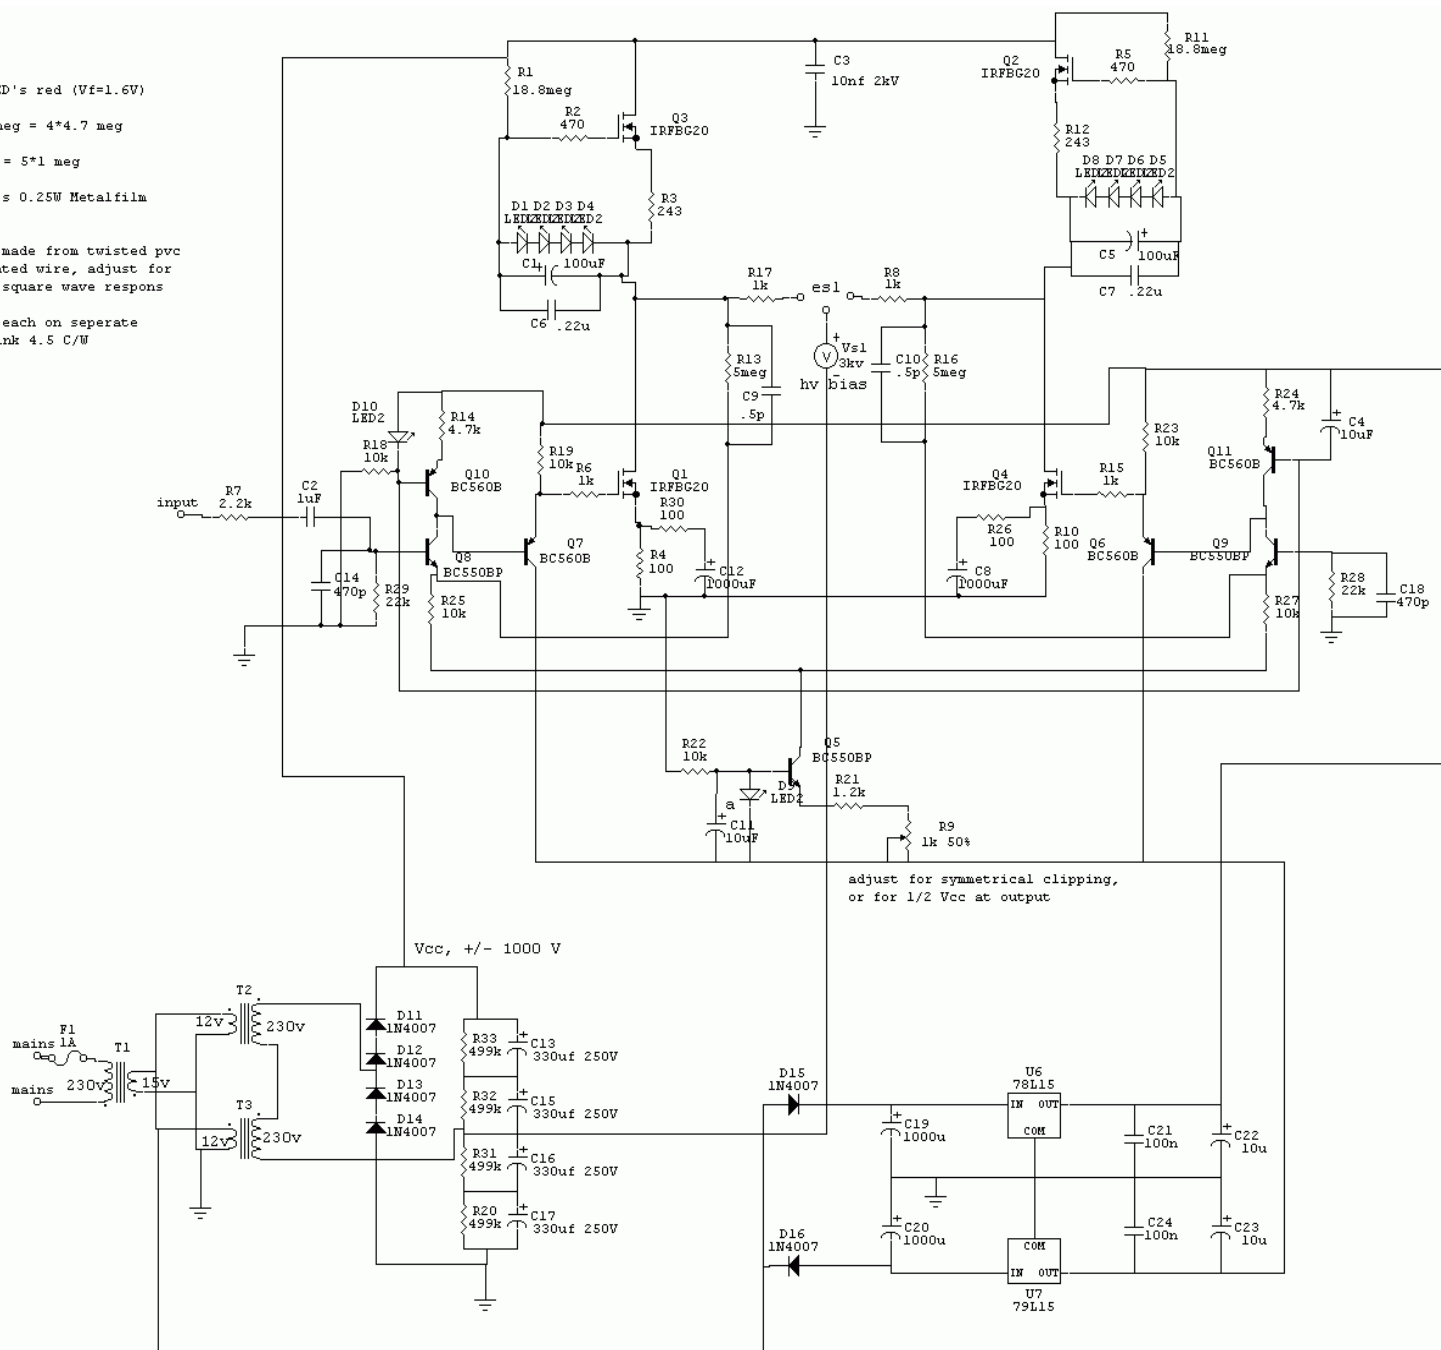 D's red (Vf=1.6V)
eg = 4*4.7 meg
= 5*1 meg
s 0.25W Metalfilm
made from twisted pvc
ted wire, adjust for
square wave respons
each on seperate
nk 4.5 C/W
R1
18.8meg
R2
470
Q3
IRFBG20
R3
243
D1 D2 D3 D4
LED2
C1
+
100uF
C6 .22u
C3
10nf 2kV
Q2
IRFBG20
R5
470
R11
18.8meg
R12
243
D8 D7 D6 D5
LED2
C5
+
100uF
C7 .22u
R17
1k
esl
R8
1k
+
Vs1
3kv
V
-
hv bias
R13
5meg
C9
.5p
C10
.5p
R16
5meg
D10
LED2
R14
4.7k
R18
10k
Q10
BC560B
R19
10k
R6
1k
Q1
IRFBG20
R30
100
R4
100
+
C12
1000uF
input
R7
2.2k
C2
1uF
C14
470p
R29
22k
Q8
BC550BP
Q7
BC560B
R25
10k
Q4
IRFBG20
R15
1k
R23
10k
R26
100
R10
100
+
C8
1000uF
Q6
BC560B
Q9
BC550BP
Q11
BC560B
R24
4.7k
+
C4
10uF
R28
22k
C18
470p
R27
10k
R22
10k
Q5
BC550BP
D9
LED2
a
+
C11
10uF
R21
1.2k
R9
1k 50%
adjust for symmetrical clipping,
or for 1/2 Vcc at output
Vcc, +/- 1000 V
mains
F1
1A
mains
T1
230v
15v
T2
12v
230v
T3
12v
230v
D11
1N4007
D12
1N4007
D13
1N4007
D14
1N4007
R33
499k
+
C13
330uf 250V
R32
499k
+
C15
330uf 250V
R31
499k
+
C16
330uf 250V
R20
499k
+
C17
330uf 250V
D15
1N4007
D16
1N4007
+
C19
1000u
+
C20
1000u
U6
78L15
IN OUT
COM
COM
IN OUT
U7
79L15
C21
100n
+
C22
10u
C24
100n
+
C23
10u